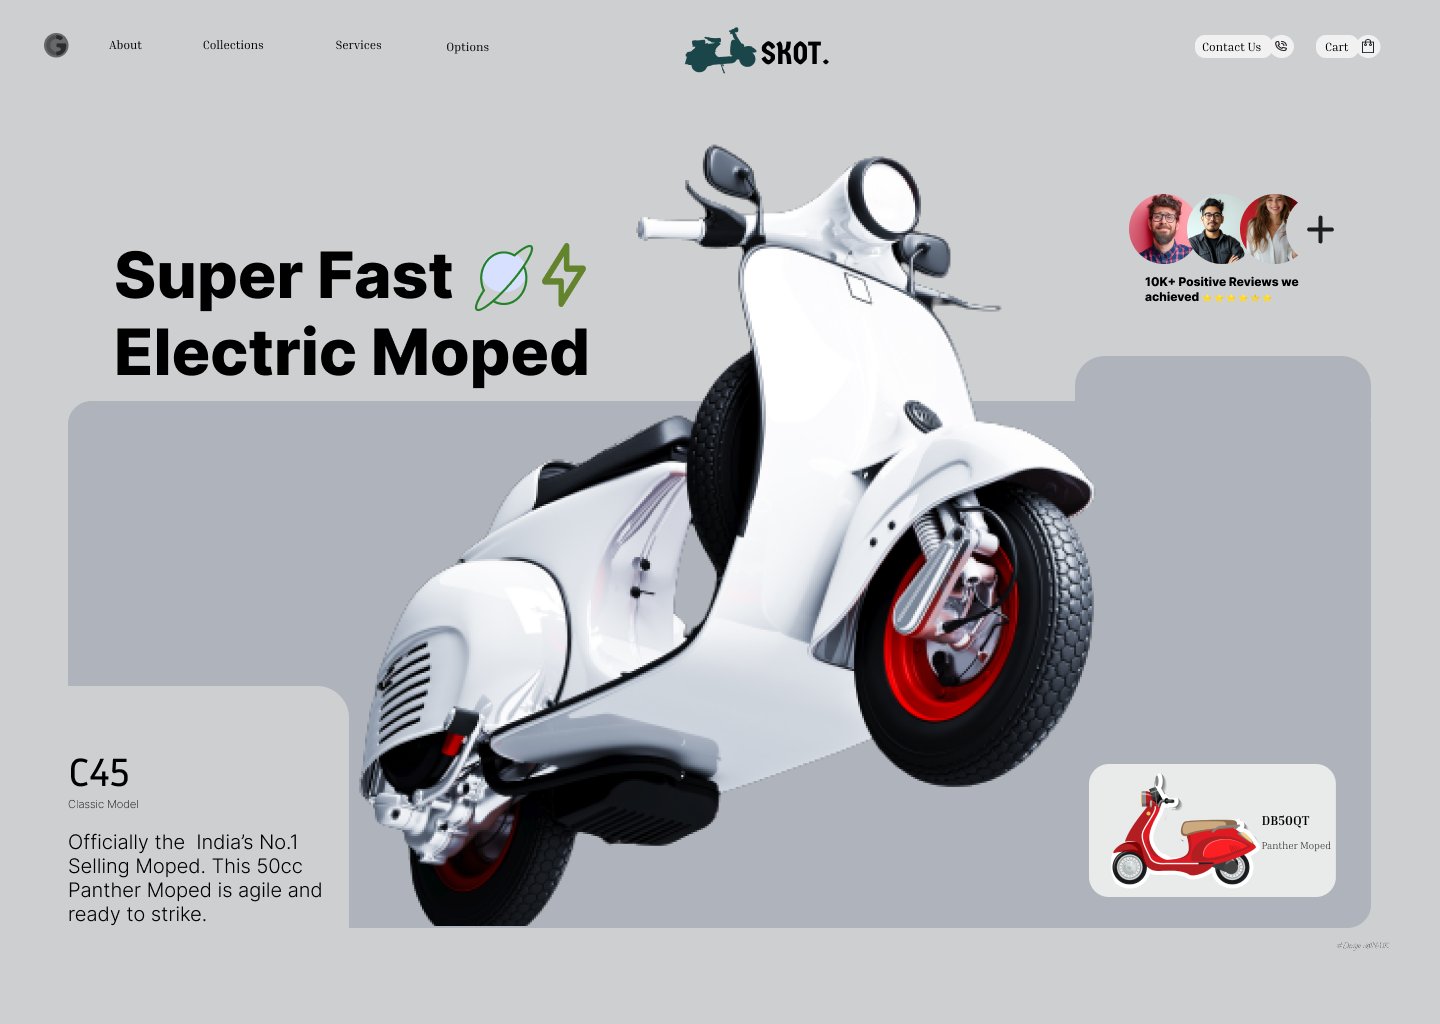 About
Collections
Services
Options
SKOT.
Contact Us
Cart
Super Fast
Electric Moped
10K+ Positive Reviews we
achieved
C45
Classic Model
Officially the  India’s No.1
Selling Moped. This 50cc
Panther Moped is agile and
ready to strike.
DB50QT
Panther Moped